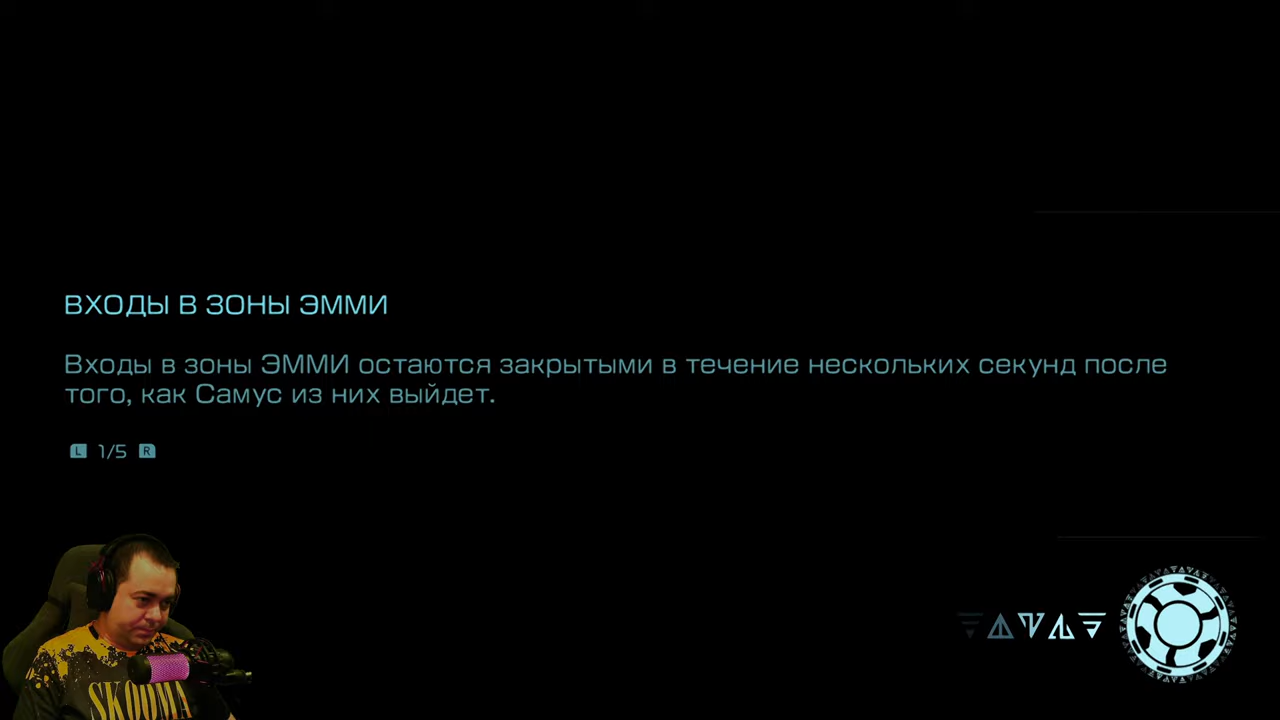 ВХОДЫ В ЗОНЫ ЭММИ
Входы в зоны ЭММИ остаются закрытыми в течение нескольких секунд после
того, как Самус из них выйдет.
L 1/5 R
SKOOMA